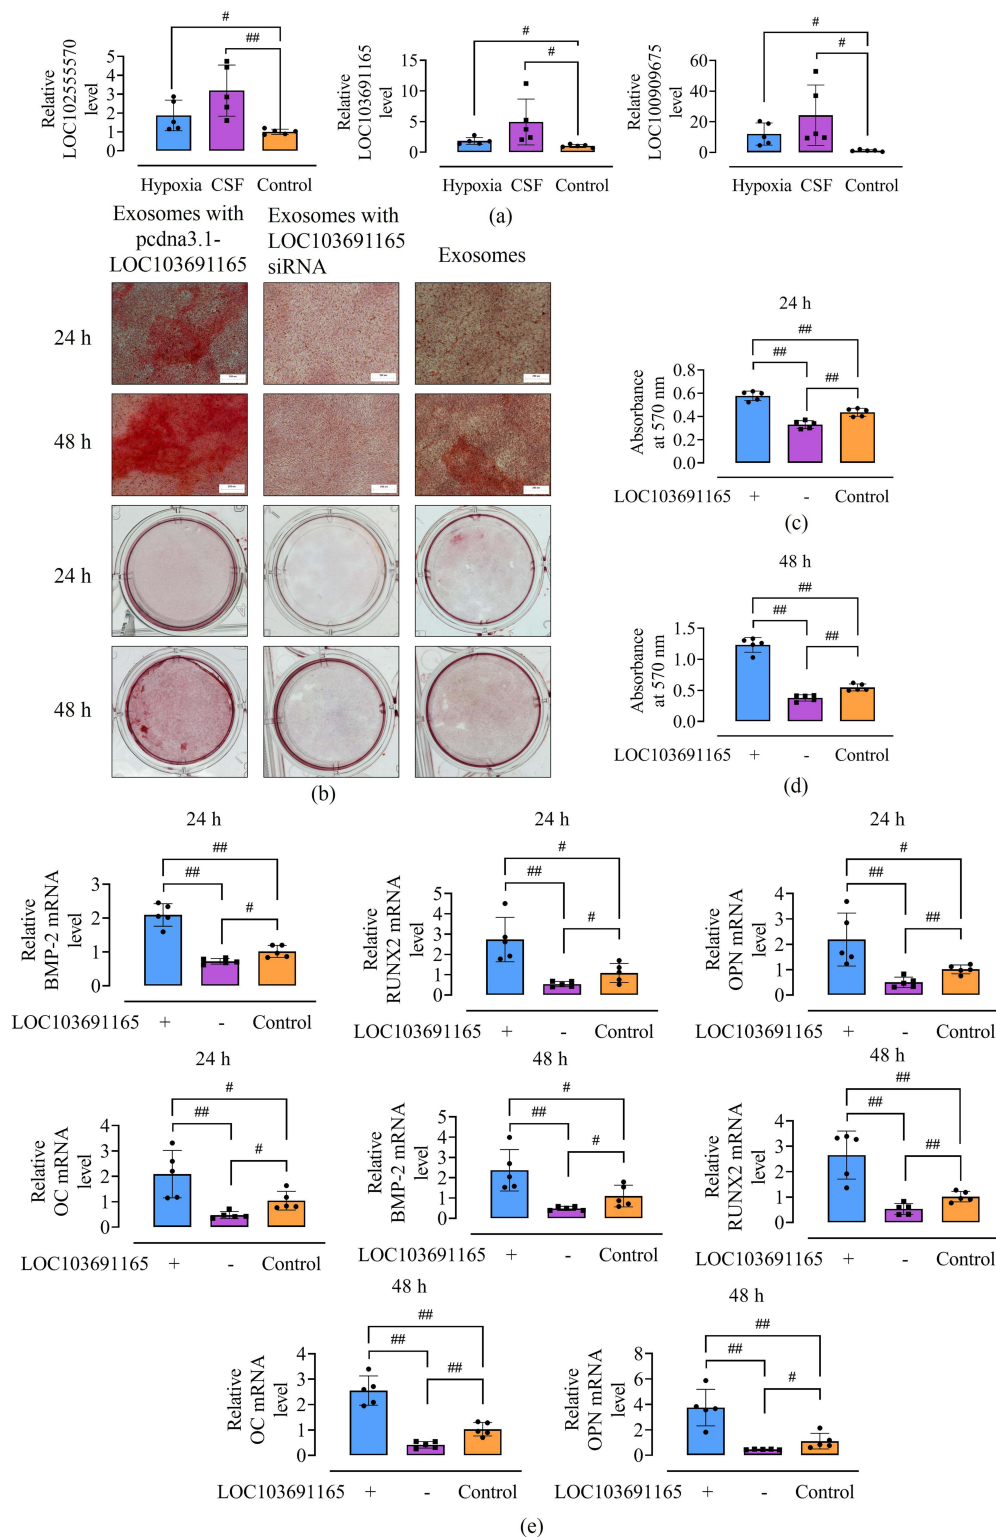 # # #
## # #
Relative
level
LOC102555570
5
4
3
2
1
0
Hypoxia CSF Control
Relative
level
LOC103691165
15
10
5
0
Hypoxia CSF Control
Relative
level
LOC100909675
60
40
20
0
Hypoxia CSF Control
(a)
Exosomes with
pcdna3.1-
LOC103691165
Exosomes with
LOC103691165
siRNA
Exosomes
24 h
48 h
24 h
48 h
(b)
24 h
##
## ##
Absorbance
at 570 nm
0.8
0.6
0.4
0.2
0.0
LOC103691165 + - Control
(c)
48 h
##
## ##
Absorbance
at 570 nm
1.5
1.0
0.5
0.0
LOC103691165 + - Control
(d)
24 h
##
## #
Relative
BMP-2 mRNA
level
3
2
1
0
LOC103691165 + - Control
24 h
#
## #
Relative
RUNX2 mRNA
level
5
4
3
2
1
0
LOC103691165 + - Control
24 h
#
## ##
Relative
OPN mRNA
level
5
4
3
2
1
0
LOC103691165 + - Control
24 h
#
## #
Relative
OC mRNA
level
4
3
2
1
0
LOC103691165 + - Control
48 h
#
## #
Relative
BMP-2 mRNA
level
5
4
3
2
1
0
LOC103691165 + - Control
48 h
##
## ##
Relative
RUNX2 mRNA
level
4
3
2
1
0
LOC103691165 + - Control
48 h
##
## ##
Relative
OC mRNA
level
4
3
2
1
0
LOC103691165 + - Control
48 h
##
## #
Relative
OPN mRNA
level
8
6
4
2
0
LOC103691165 + - Control
(e)